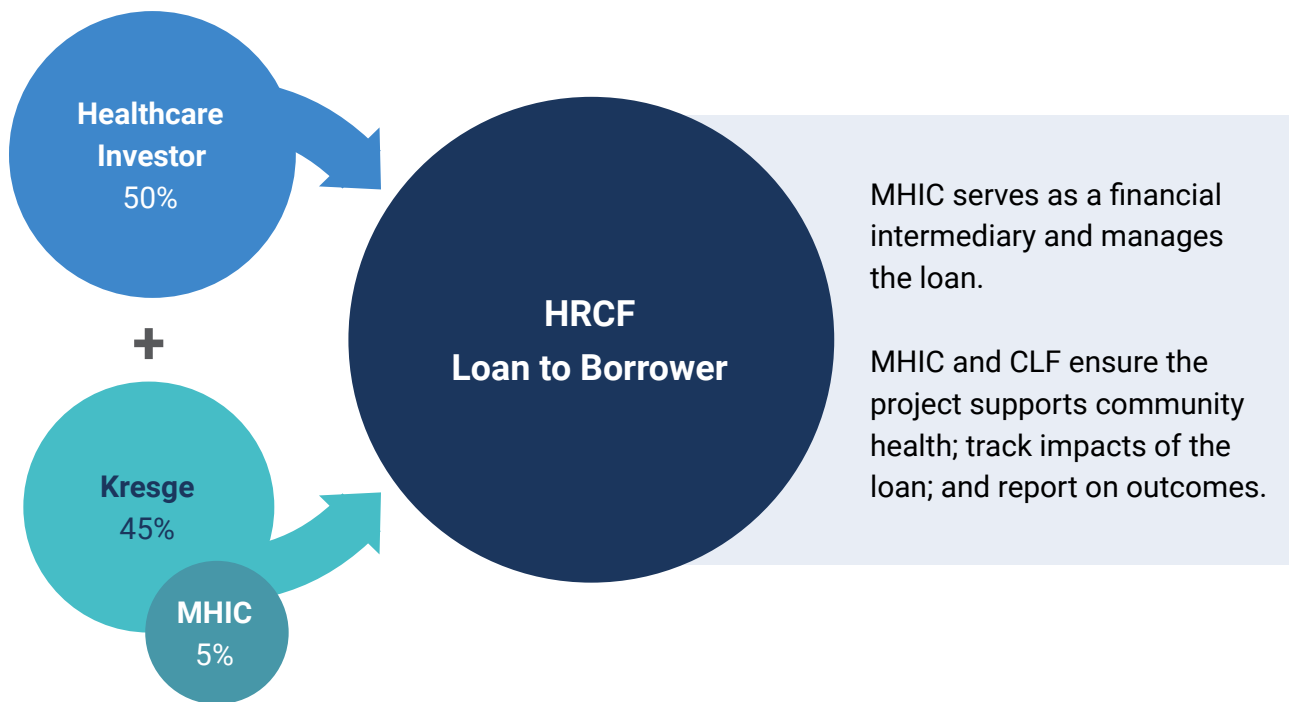 Healthcare
Investor
50%
+
Kresge
45%
MHIC
5%
HRCF
Loan to Borrower
MHIC serves as a financial
intermediary and manages
the loan.
MHIC and CLF ensure the
project supports community
health; track impacts of the
loan; and report on outcomes.